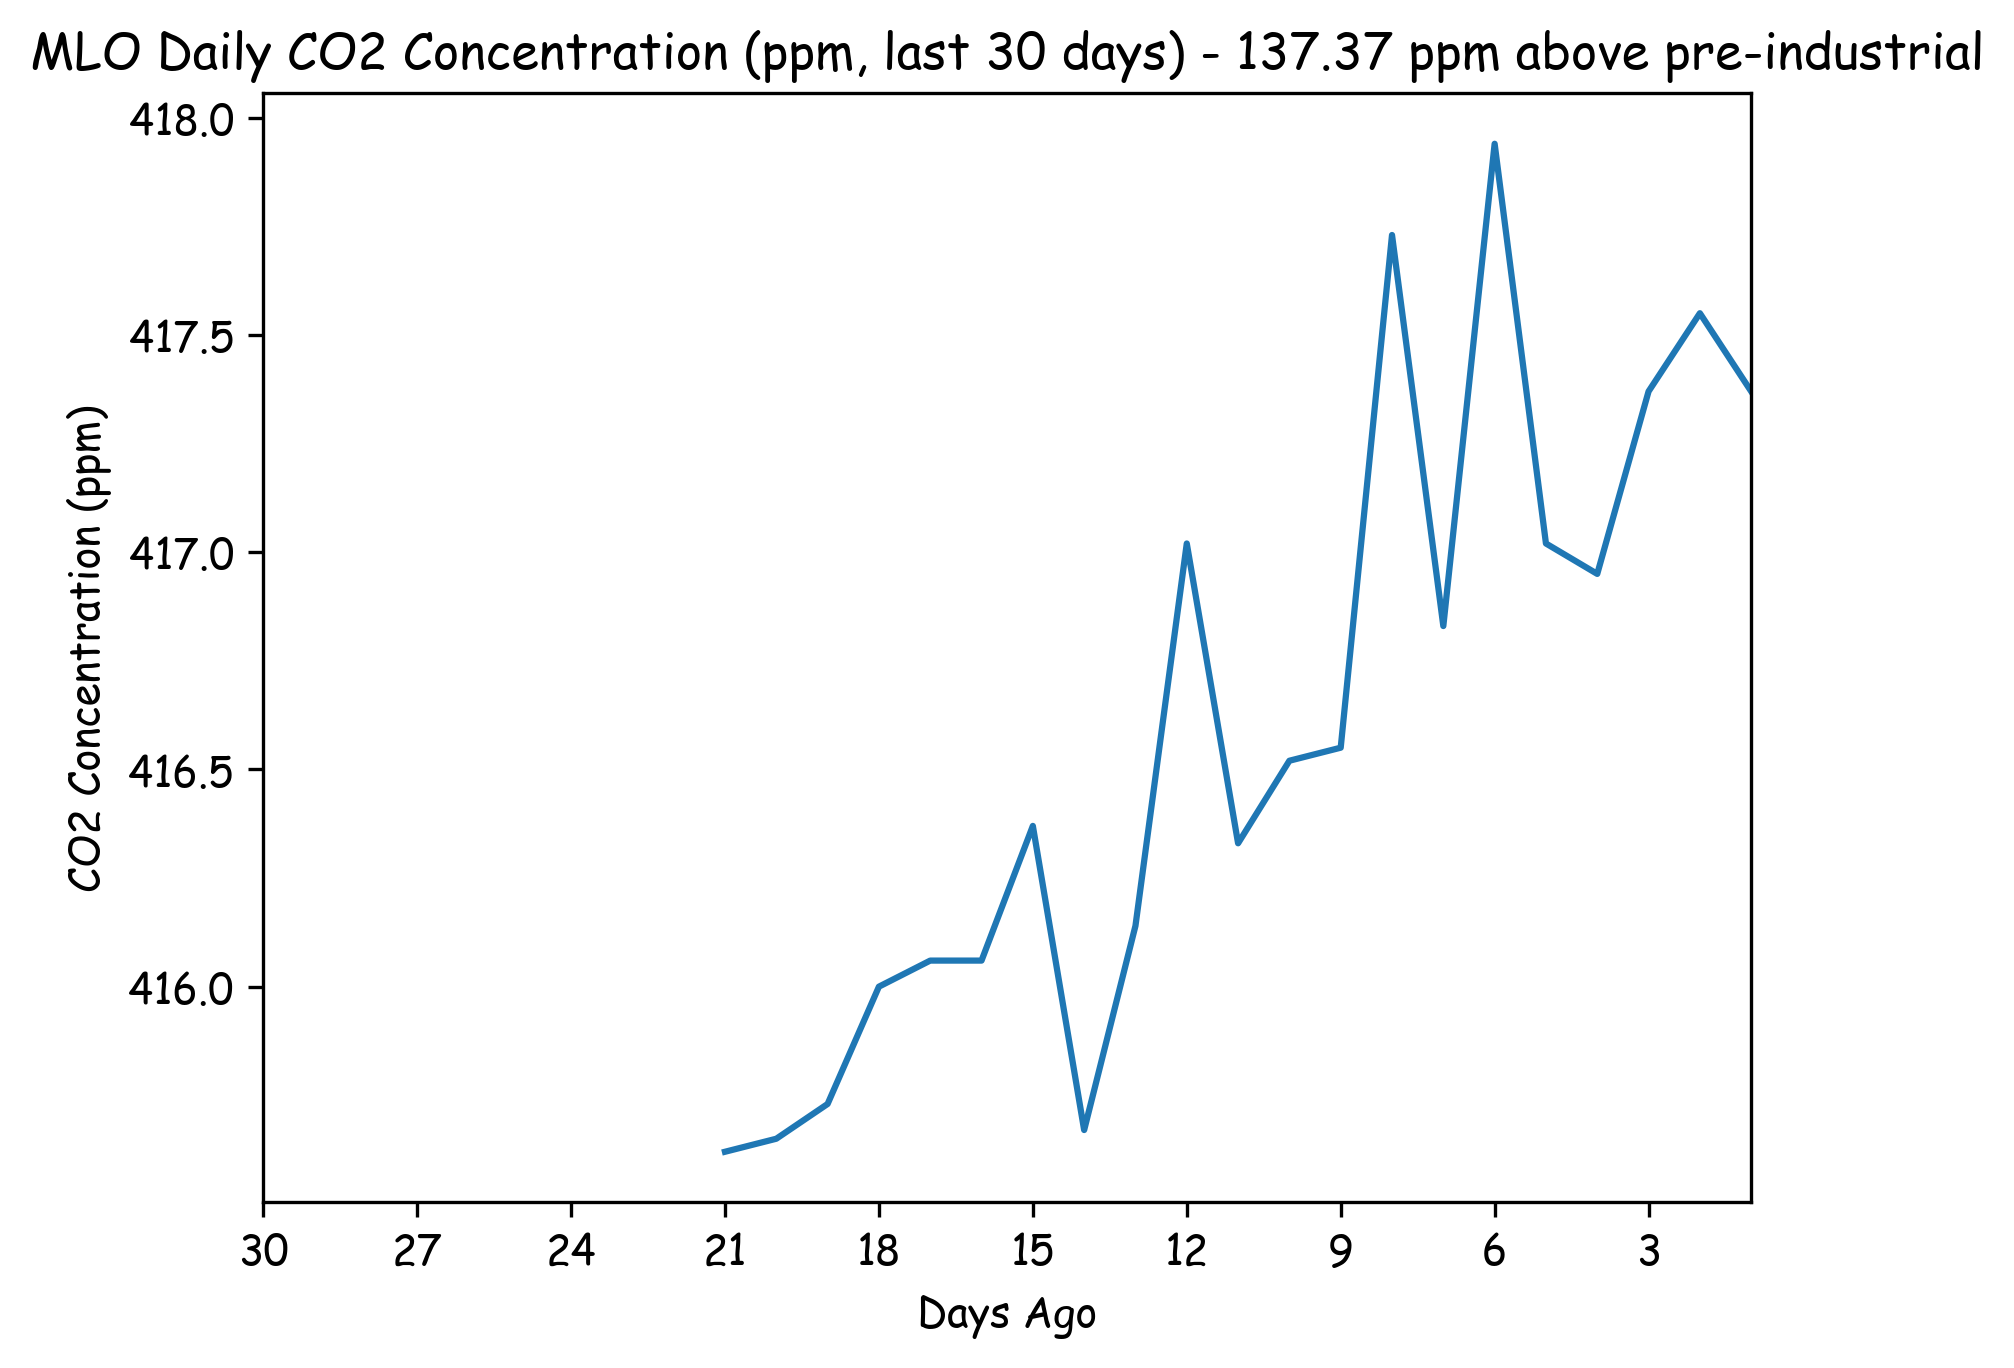 MLO Daily CO2 Concentration (ppm, last 30 days) - 137.37 ppm above pre-industrial
418.0
417.5
417.0
416.5
416.0
CO2 Concentration (ppm)
30 27 24 21 18 15 12 9 6 3
Days Ago